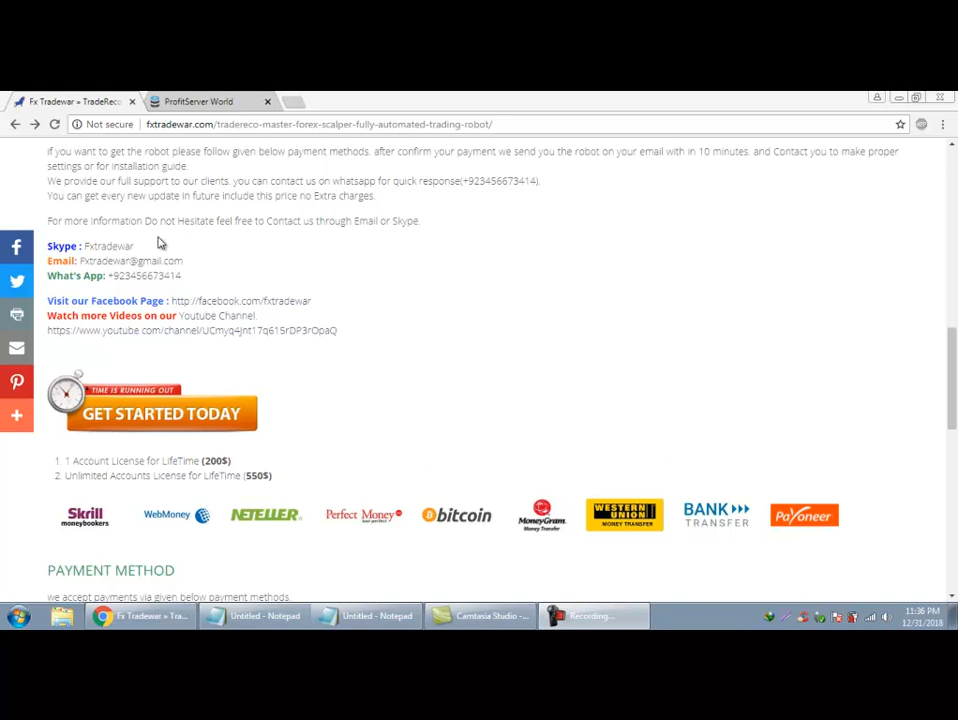 Fx Tradewar » TradeReco
ProfitServer World
Not secure
fxtradewar.com/tradereco-master-forex-scalper-fully-automated-trading-robot/
if you want to get the robot please follow given below payment methods. after confirm your payment we send you the robot on your email with in 10 minutes. and Contact you to make proper
settings or for installation guide.
We provide our full support to our clients. you can contact us on whatsapp for quick response(+923456673414).
You can get every new update in future include this price no Extra charges.
For more information Do not Hesitate feel free to Contact us through Email or Skype.
Skype : Fxtradewar
Email: Fxtradewar@gmail.com
What's App: +923456673414
Visit our Facebook Page : http://facebook.com/fxtradewar
Watch more Videos on our Youtube Channel.
https://www.youtube.com/channel/UCmyq4jnt17q615rDP3rOpaQ
TIME IS RUNNING OUT
GET STARTED TODAY
1. 1 Account License for LifeTime (200$)
2. Unlimited Accounts License for LifeTime (550$)
Skrill moneybookers
WebMoney
NETELLER
Perfect Money
bitcoin
MoneyGram. Money Transfer
WESTERN UNION MONEY TRANSFER
BANK TRANSFER
Payoneer
PAYMENT METHOD
we accept payments via given below payment methods.
Fx Tradewar » Tra...
Untitled - Notepad
Untitled - Notepad
Camtasia Studio -...
Recording...
11:36 PM
12/31/2018